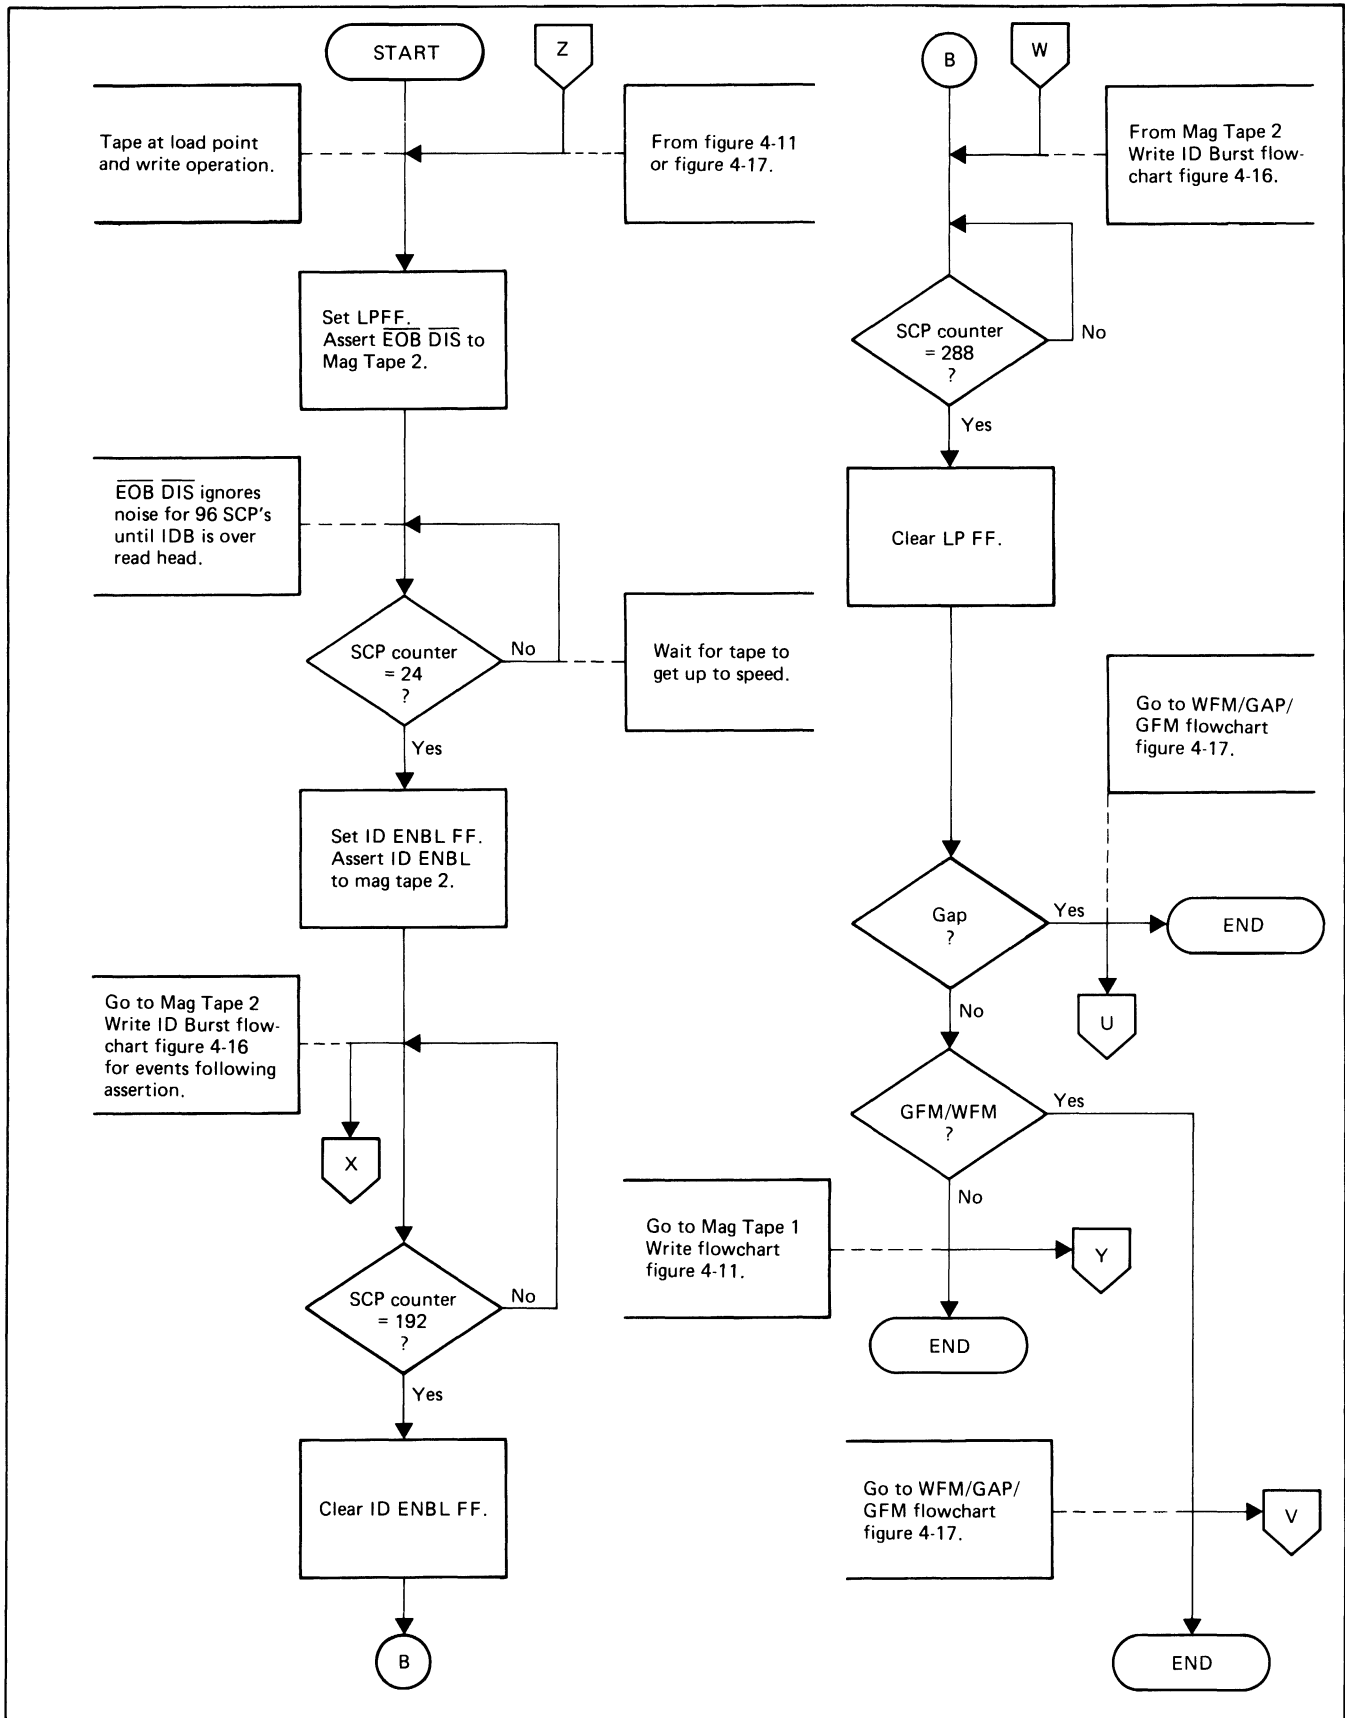 START
Z
Tape at load point
and write operation.
From figure 4-11
or figure 4-17.
Set LPFF.
Assert EOB DIS to
Mag Tape 2.
EOB DIS ignores
noise for 96 SCP's
until IDB is over
read head.
SCP counter
= 24
?
No
Wait for tape to
get up to speed.
Yes
Set ID ENBL FF.
Assert ID ENBL
to mag tape 2.
Go to Mag Tape 2
Write ID Burst flow-
chart figure 4-16
for events following
assertion.
X
SCP counter
= 192
?
No
Yes
Clear ID ENBL FF.
B
B
W
From Mag Tape 2
Write ID Burst flow-
chart figure 4-16.
SCP counter
= 288
?
No
Yes
Clear LP FF.
Go to WFM/GAP/
GFM flowchart
figure 4-17.
Gap
?
Yes
END
U
No
GFM/WFM
?
Yes
No
Go to Mag Tape 1
Write flowchart
figure 4-11.
Y
END
Go to WFM/GAP/
GFM flowchart
figure 4-17.
V
END